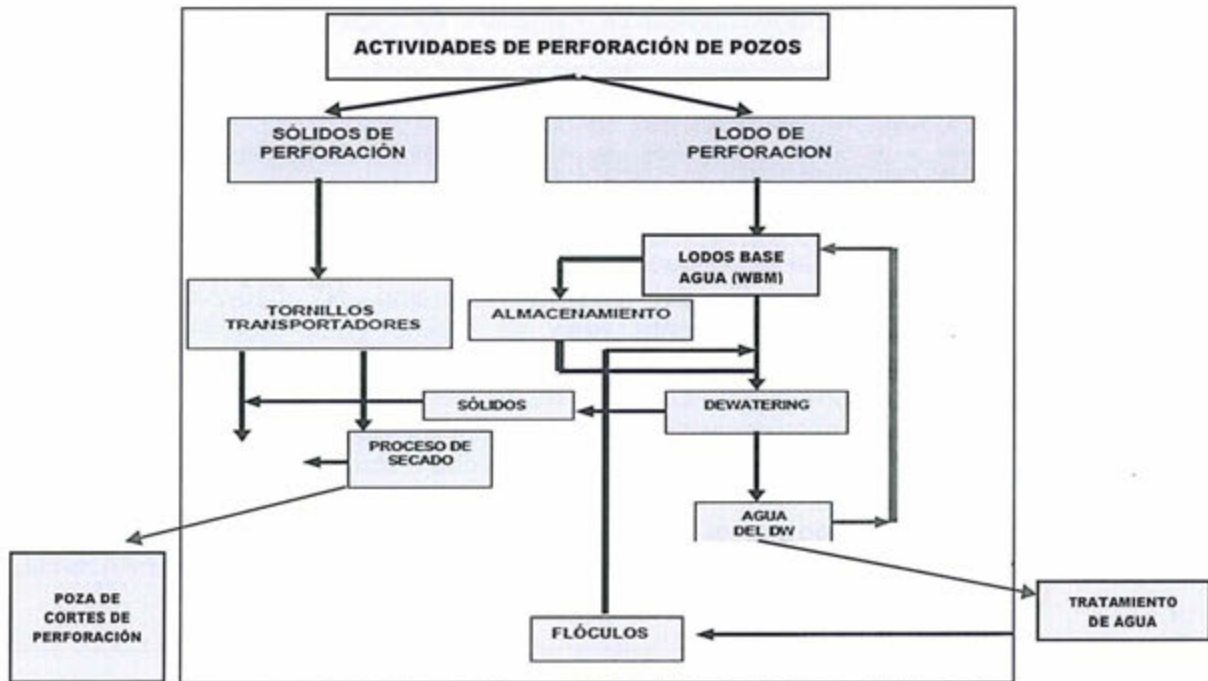 ACTIVIDADES DE PERFORACIÓN DE POZOS
SÓLIDOS DE
PERFORACIÓN
LODO DE
PERFORACION
LODOS BASE
AGUA (WBM)
TORNILLOS
TRANSPORTADORES
ALMACENAMIENTO
SÓLIDOS
DEWATERING
PROCESO DE
SECADO
AGUA
DEL DW
POZA DE
CORTES DE
PERFORACIÓN
FLÓCULOS
TRATAMIENTO
DE AGUA